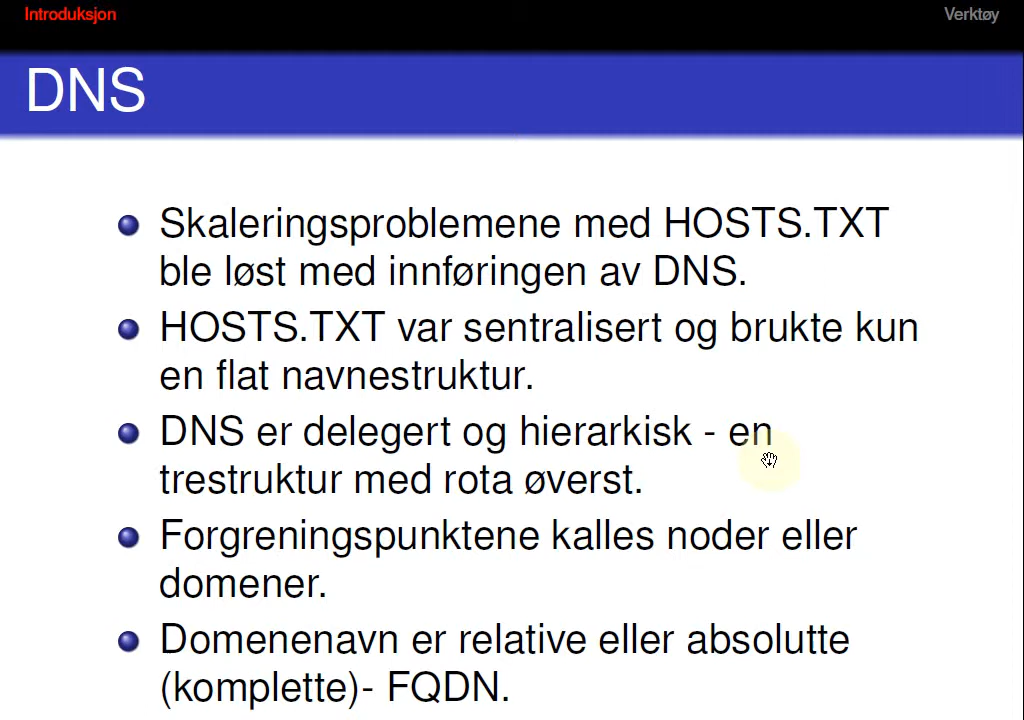 Introduksjon
Verktøy
DNS
Skaleringsproblemene med HOSTS.TXT
ble løst med innføringen av DNS.
HOSTS.TXT var sentralisert og brukte kun
en flat navnestruktur.
DNS er delegert og hierarkisk - en
trestruktur med rota øverst.
Forgreningspunktene kalles noder eller
domener.
Domenenavn er relative eller absolutte
(komplette)- FQDN.